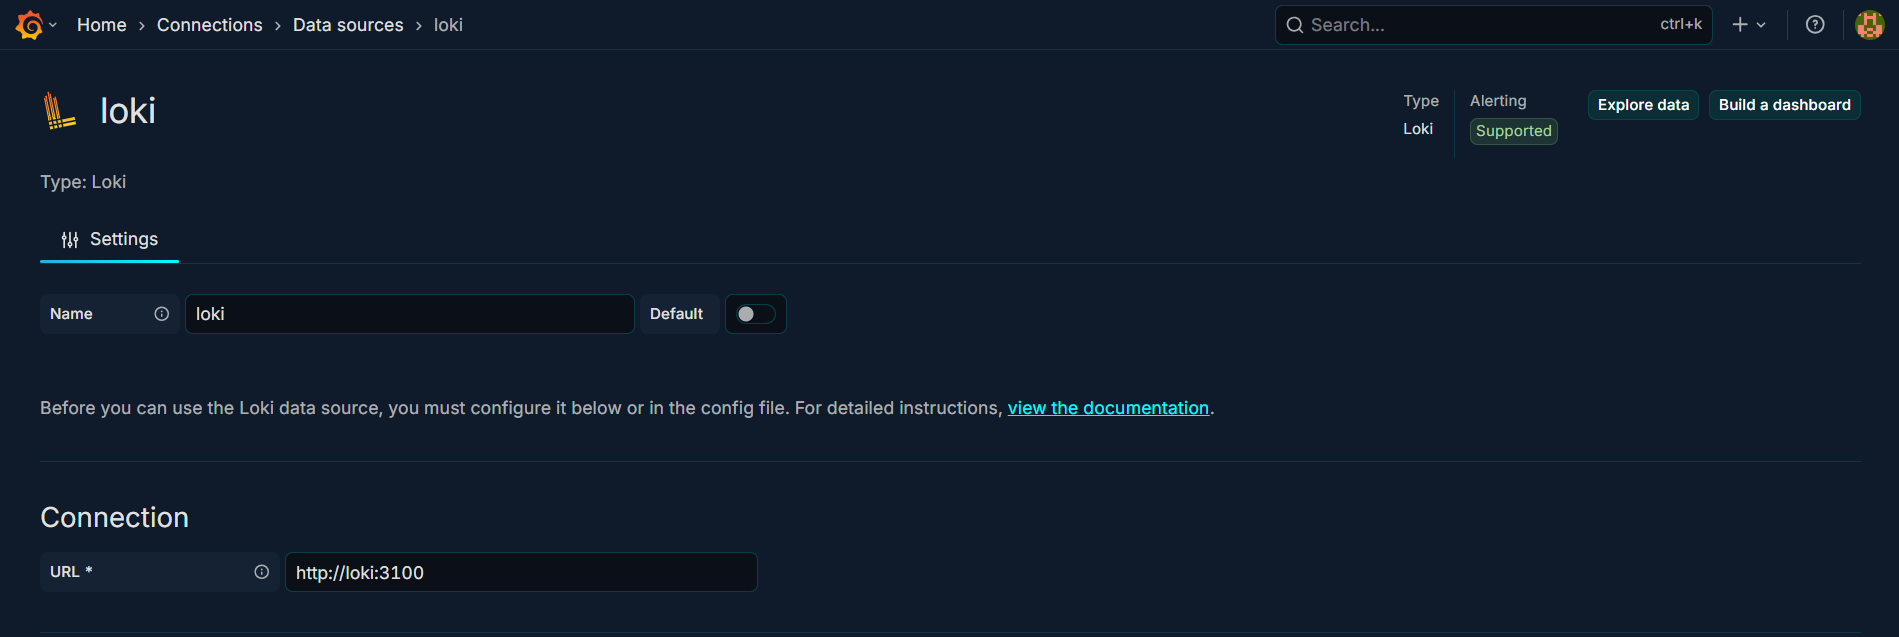 Home › Connections › Data sources › loki Search... ctrl+k
loki
Type Alerting Explore data Build a dashboard
Loki Supported
Type: Loki
Settings
Name loki Default
Before you can use the Loki data source, you must configure it below or in the config file. For detailed instructions, view the documentation.
Connection
URL * http://loki:3100